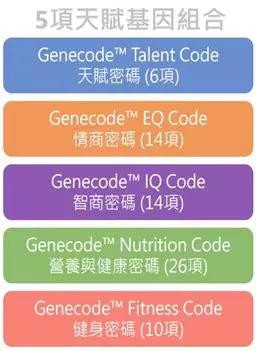 5項天賦基因組合
Genecode™ Talent Code
天賦密碼 (6項)
Genecode™ EQ Code
情商密碼 (14項)
Genecode™ IQ Code
智商密碼 (14項)
Genecode™ Nutrition Code
營養與健康密碼 (26項)
Genecode™ Fitness Code
健身密碼 (10項)